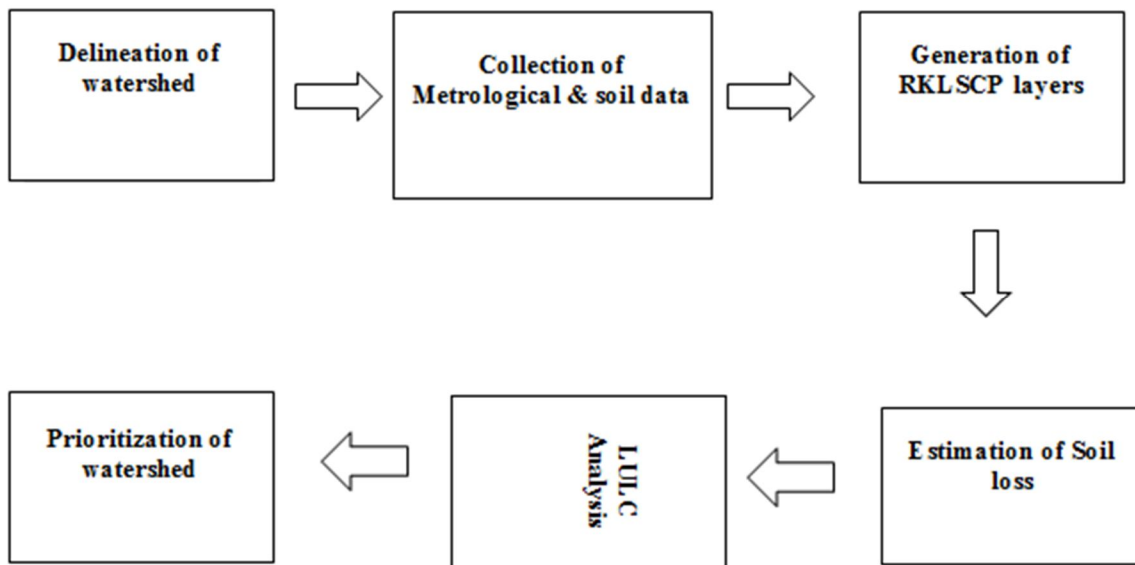 Delineation of
watershed
Collection of
Metrological & soil data
Generation of
RKLSCP layers
Estimation of Soil
loss
LULC
Analysis
Prioritization of
watershed